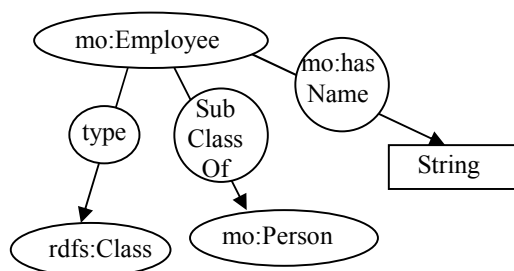 mo:Employee
mo:has
Name
type
Sub
Class
Of
String
rdfs:Class
mo:Person